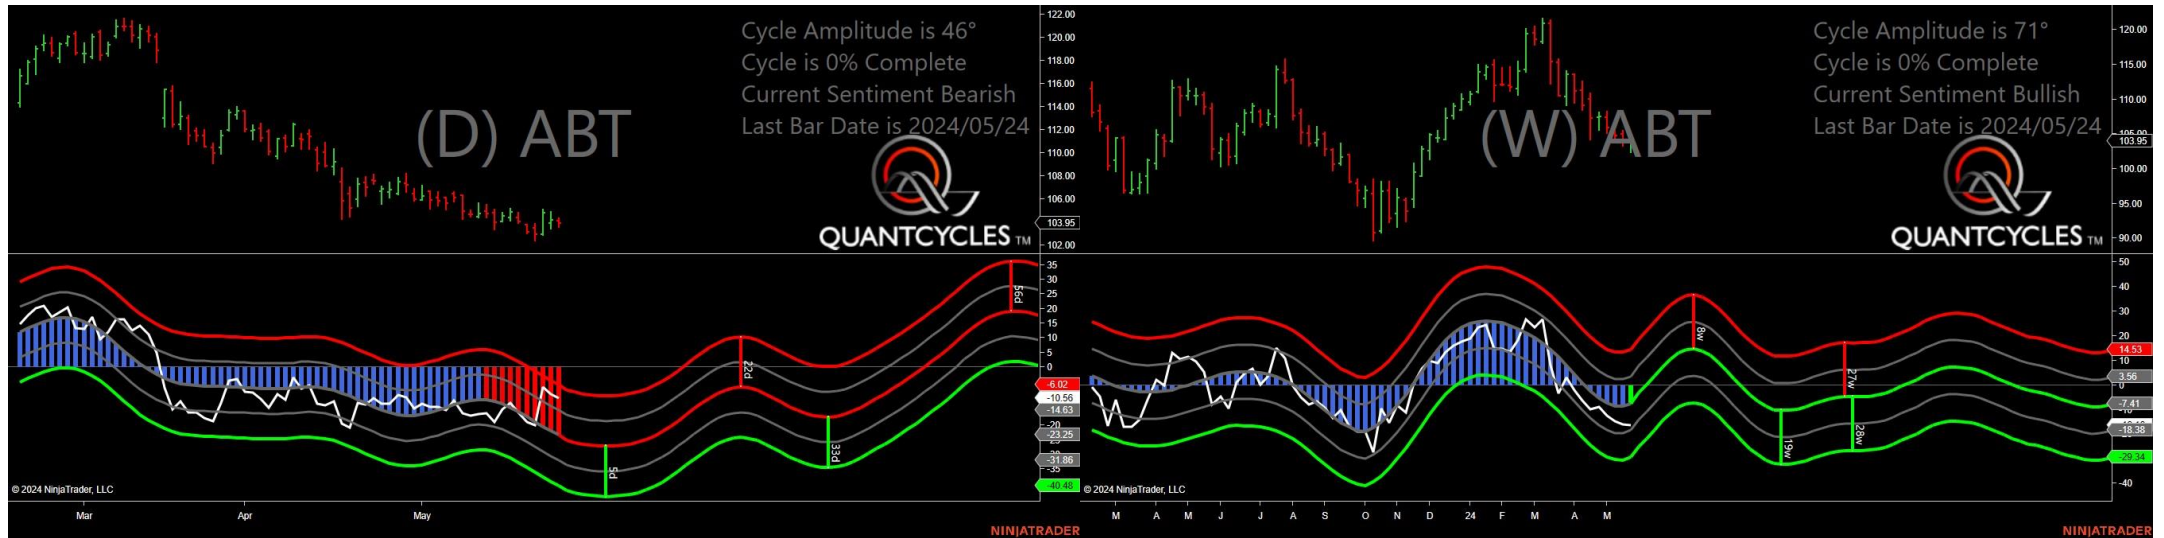 Cycle Amplitude is 46°
Cycle is 0% Complete
Current Sentiment Bearish
Last Bar Date is 2024/05/24
(D) ABT
QUANTCYCLES TM
122.00
120.00
118.00
116.00
114.00
112.00
110.00
108.00
106.00
103.95
102.00
35
30
25
20
15
10
5
0
-6.02
-10.56
-14.63
-20
-23.25
-31.86
-35
-40.48
56d
22d
33d
5d
© 2024 NinjaTrader, LLC
Mar
Apr
May
NINJATRADER
Cycle Amplitude is 71°
Cycle is 0% Complete
Current Sentiment Bullish
Last Bar Date is 2024/05/24
(W) ABT
QUANTCYCLES TM
120.00
115.00
110.00
105.00
103.95
100.00
95.00
90.00
50
40
30
20
14.53
10
3.56
0
-7.41
-18.38
-29.34
-40
8w
27w
19w
28w
© 2024 NinjaTrader, LLC
M
A
M
J
J
A
S
O
N
D
24
F
M
A
M
NINJATRADER